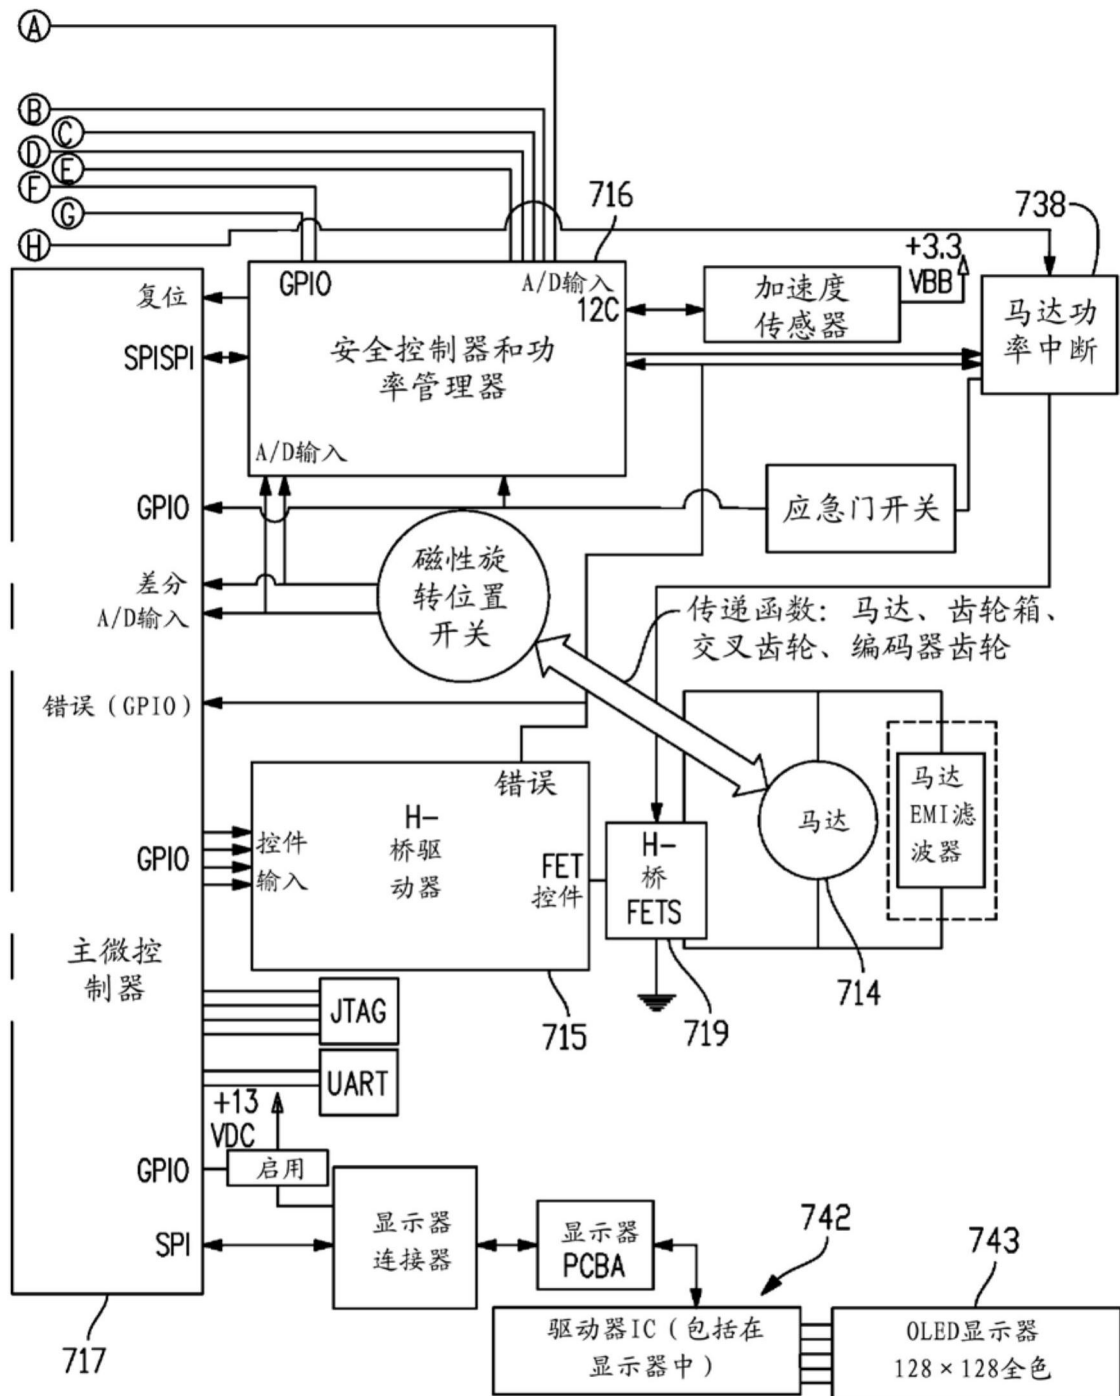 A
B
C
D
E
F
G
H
716
738
+3.3
VBB
GPIO
A/D输入
12C
复位
SPISPI
安全控制器和功
率管理器
加速度
传感器
马达功
率中断
A/D输入
GPIO
应急门开关
磁性旋
转位置
开关
差分
A/D输入
传递函数：马达、齿轮箱、
交叉齿轮、编码器齿轮
错误（GPIO）
错误
H-
桥驱
动器
控件
输入
GPIO
FET
控件
H-
桥
FETS
马达
马达
EMI滤
波器
主微控
制器
JTAG
715
719
714
UART
+13
VDC
GPIO
启用
SPI
显示器
连接器
显示器
PCBA
742
743
驱动器IC（包括在
显示器中）
OLED显示器
128×128全色
717